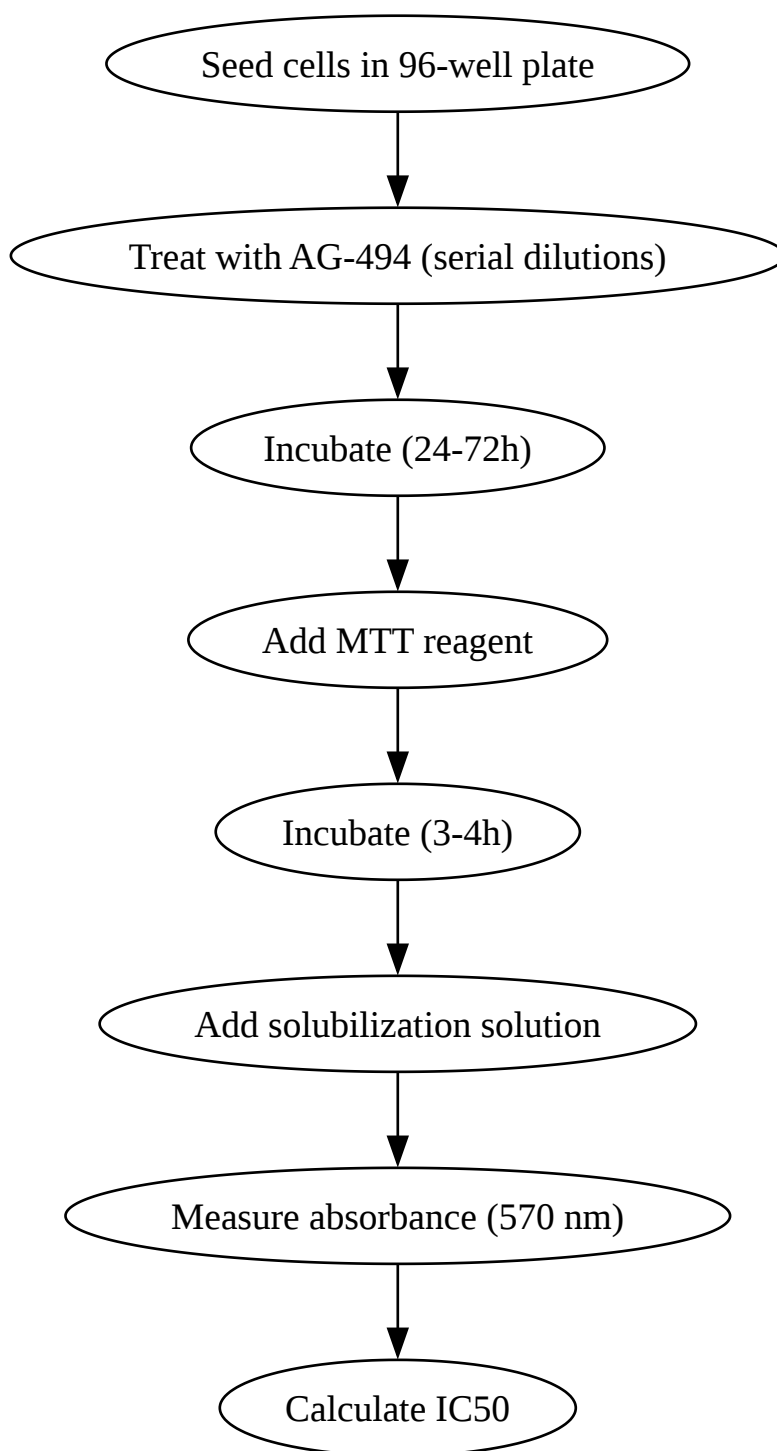 Seed cells in 96-well plate
Treat with AG-494 (serial dilutions)
Incubate (24-72h)
Add MTT reagent
Incubate (3-4h)
Add solubilization solution
Measure absorbance (570 nm)
Calculate IC50